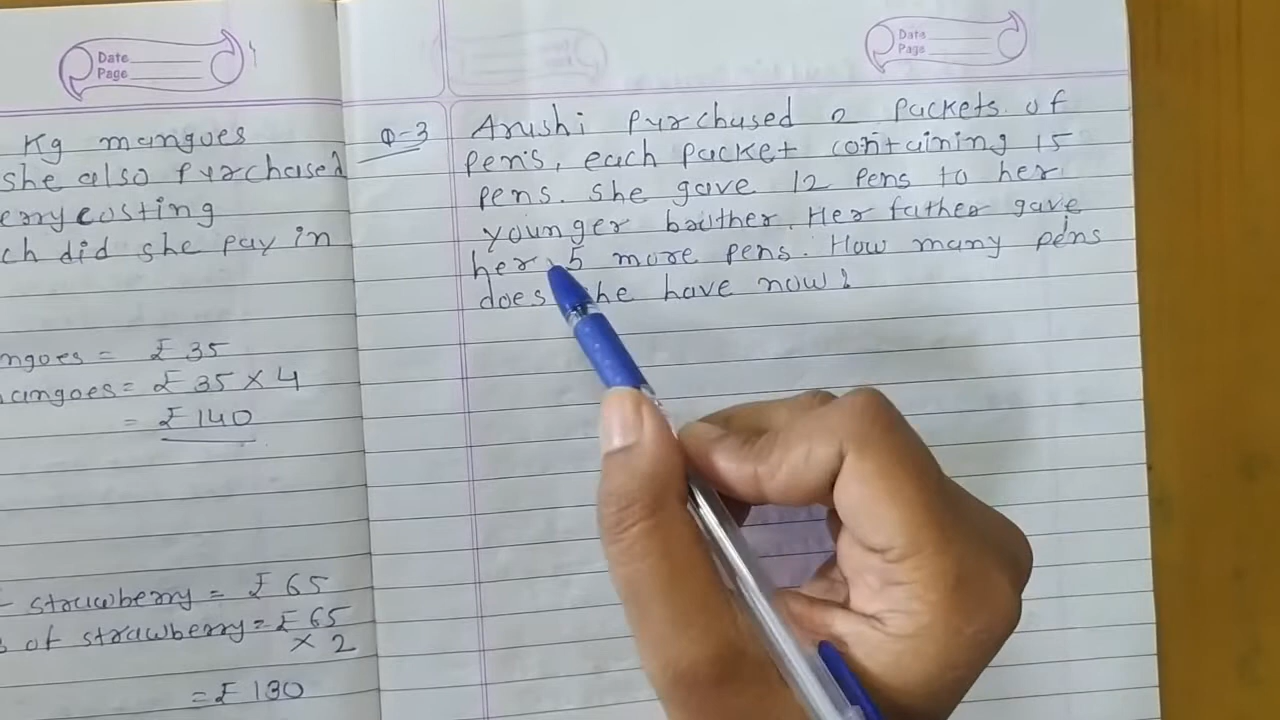 Date
Page
Kg mangoes
she also purchased
erry costing
ch did she pay in
ngoes = ₹ 35
angoes = ₹ 35 × 4
= ₹ 140
strawberry = ₹ 65
of strawberry = ₹ 65
× 2
= ₹ 130
Date
Page
Q-3 Arushi purchased 2 packets of
pens, each packet containing 15
pens. She gave 12 pens to her
younger brother. Her father gave
her 5 more pens. How many pens
does she have now?